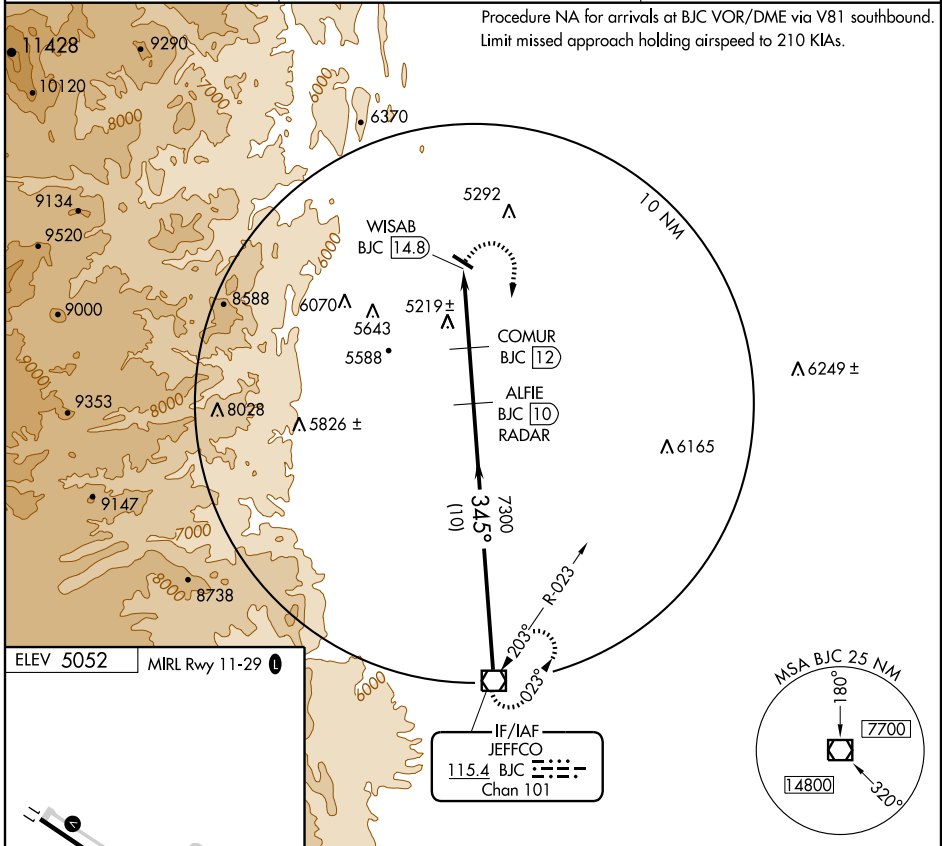 Procedure NA for arrivals at BJC VOR/DME via V81 southbound.
Limit missed approach holding airspeed to 210 KIAs.
11428
9290
10120
7000
8000
6000
6370
9134
9520
5292
10 NM
WISAB
BJC 14.8
6000
9000
8588
6070
5643
5219 ±
5588
COMUR
BJC 12
6249 ±
9000
9353
8000
8028
5826 ±
ALFIE
BJC 10
RADAR
6165
9147
7300
345°
(10)
7000
8000
8738
R-023
203°
023°
ELEV 5052
MIRL Rwy 11-29 L
6000
IF/IAF
JEFFCO
115.4 BJC
Chan 101
MSA BJC 25 NM
180°
7700
14800
320°
11
V